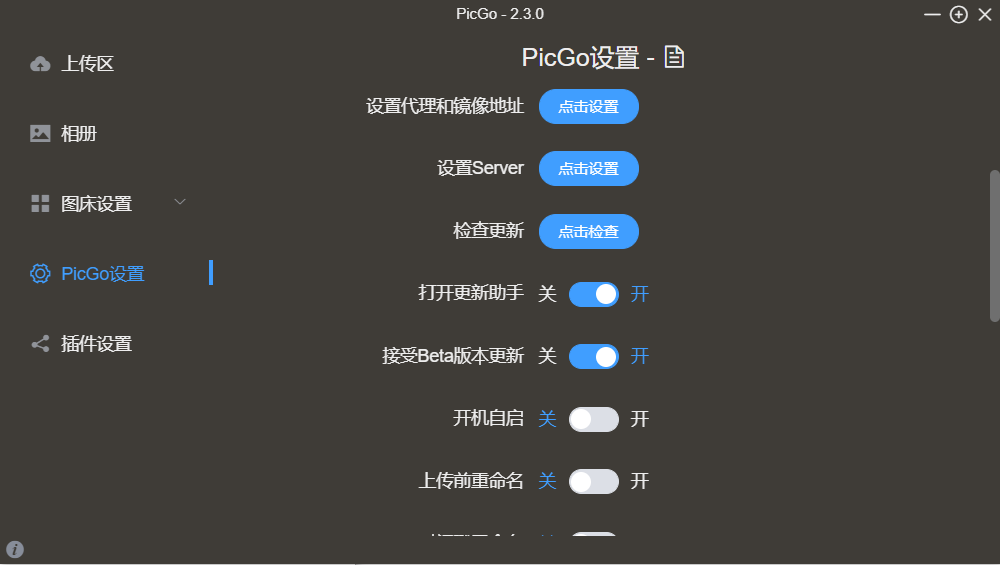 PicGo - 2.3.0
上传区
相册
图床设置
PicGo设置
插件设置
PicGo设置 -
设置代理和镜像地址 点击设置
设置Server 点击设置
检查更新 点击检查
打开更新助手 关 开
接受Beta版本更新 关 开
开机自启 关 开
上传前重命名 关 开